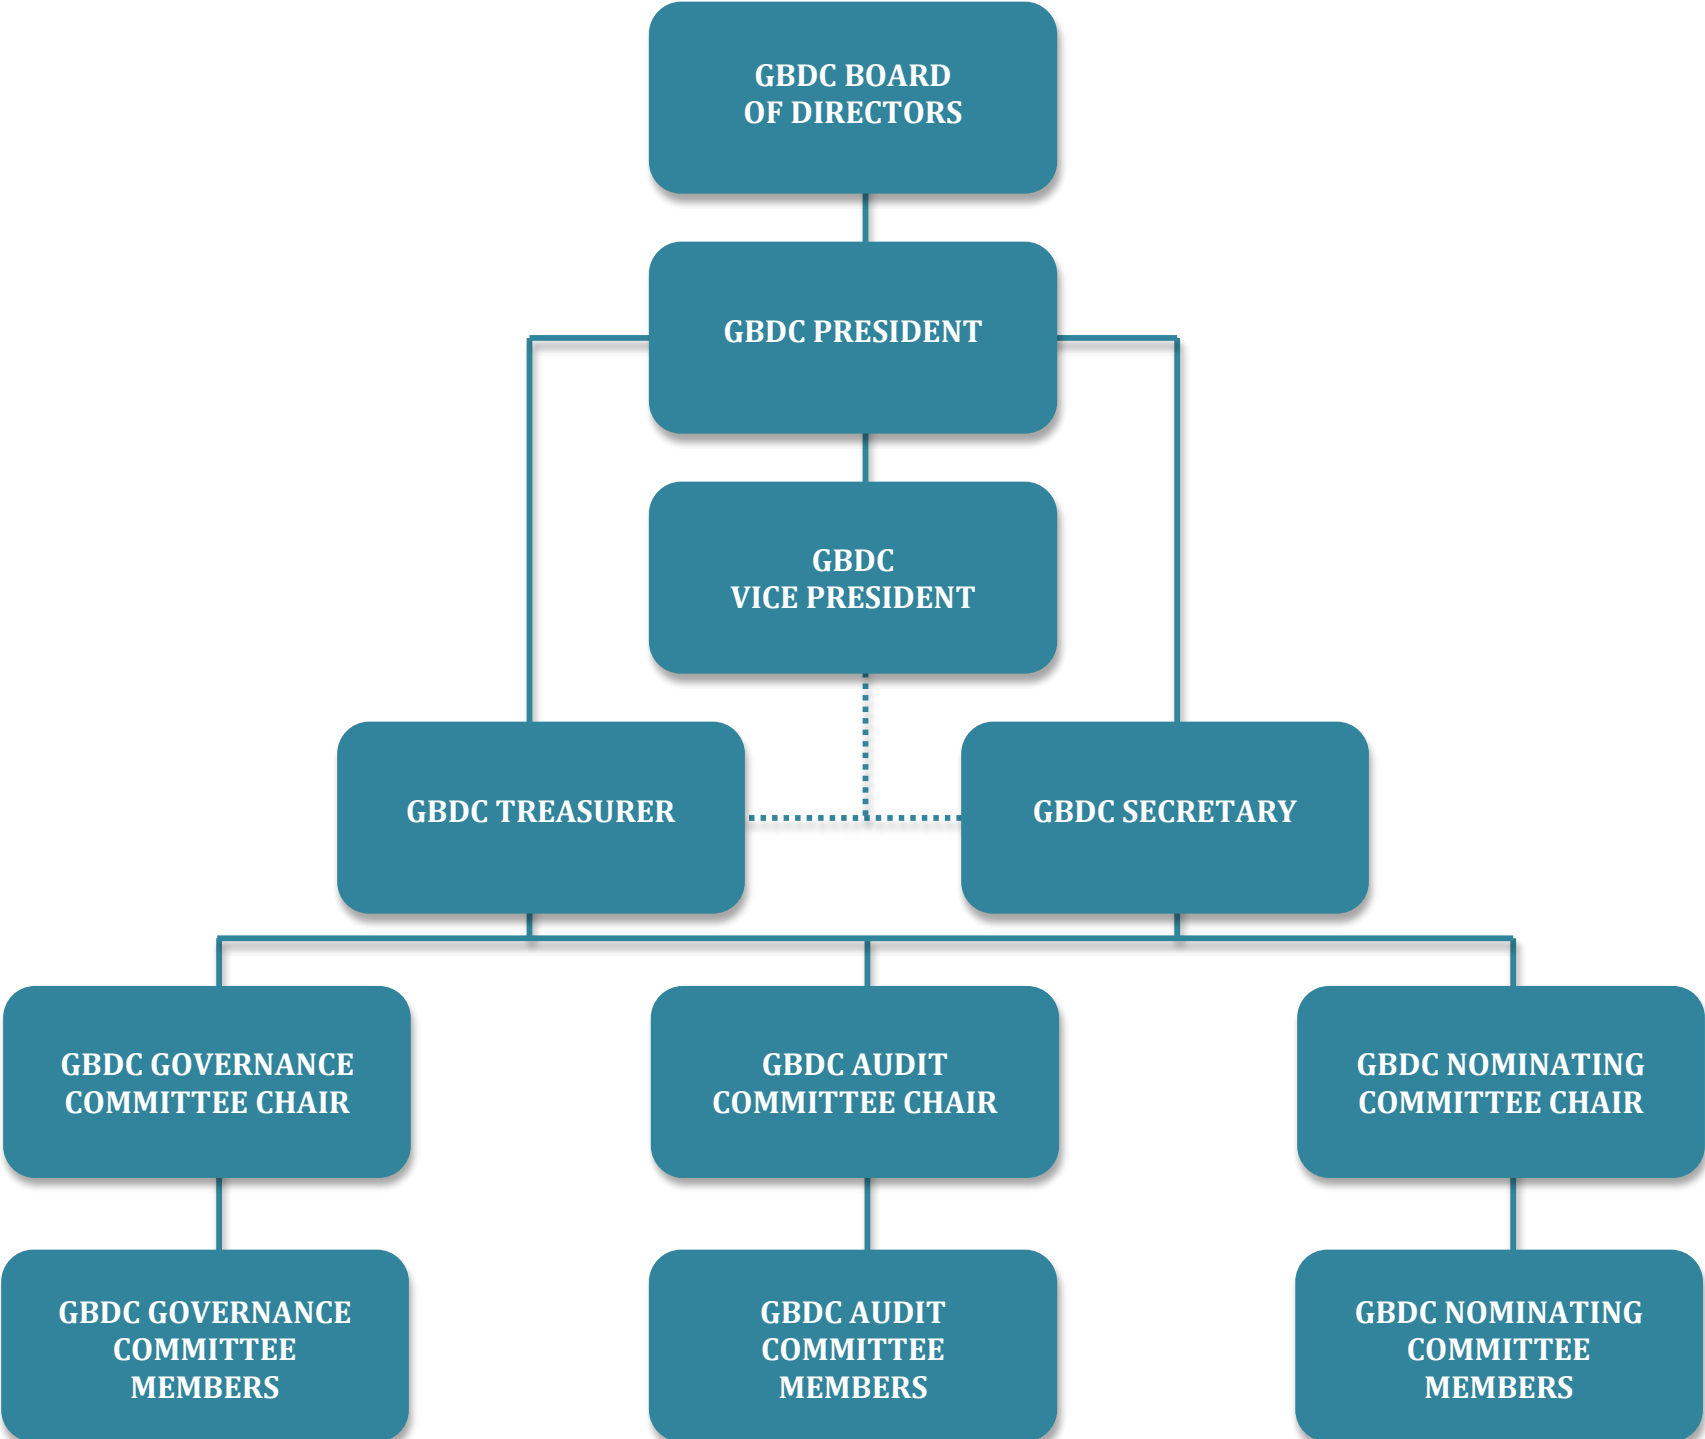 GBDC BOARD
OF DIRECTORS
GBDC PRESIDENT
GBDC
VICE PRESIDENT
GBDC TREASURER
GBDC SECRETARY
GBDC GOVERNANCE
COMMITTEE CHAIR
GBDC AUDIT
COMMITTEE CHAIR
GBDC NOMINATING
COMMITTEE CHAIR
GBDC GOVERNANCE
COMMITTEE
MEMBERS
GBDC AUDIT
COMMITTEE
MEMBERS
GBDC NOMINATING
COMMITTEE
MEMBERS